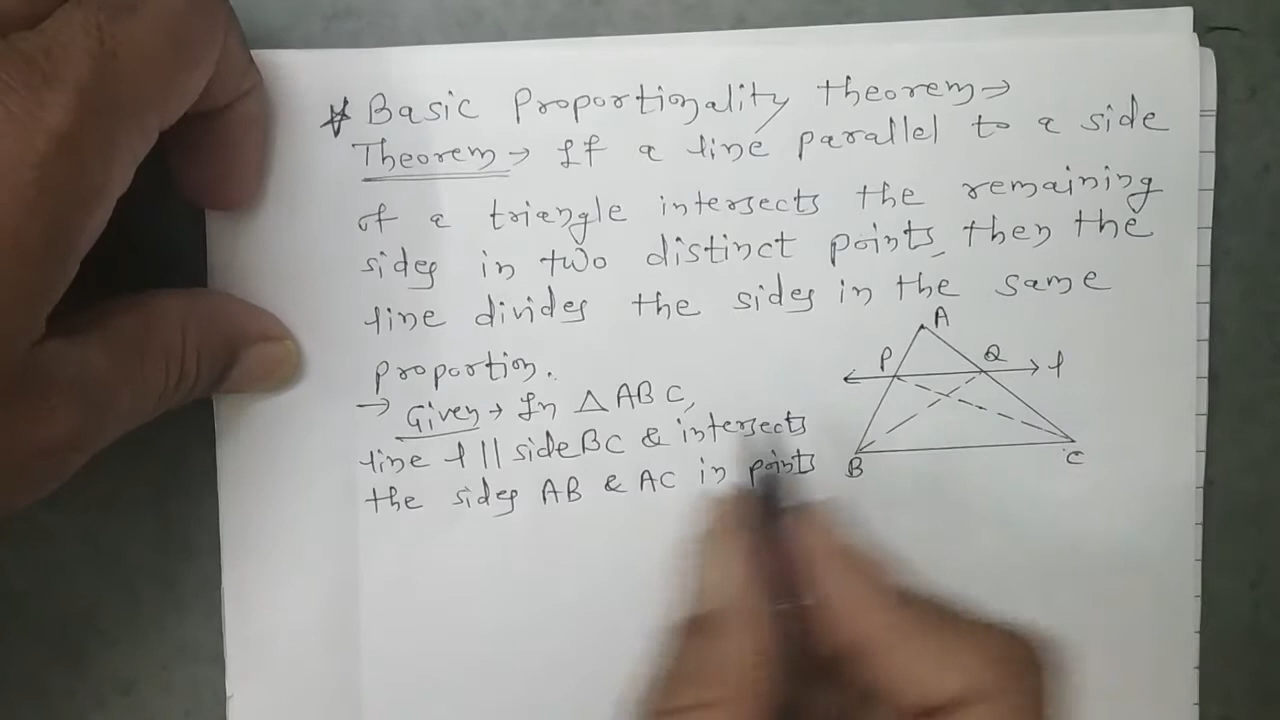 * Basic Proportionality theorem→
Theorem → If a line parallel to a side
of a triangle intersects the remaining
sides in two distinct points, then the
line divides the sides in the same
proportion.
→ Given → In △ ABC,
line l || side BC & intersects
the sides AB & AC in points
A
P
Q
l
B
C